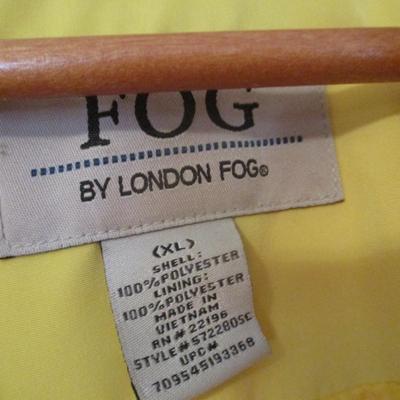 FOG
BY LONDON FOG®
(XL)
SHELL:
100% POLYESTER
LINING:
100% POLYESTER
MADE IN
VIETNAM
RN# 22196
STYLE# 572280SC
UPC#
709545193368